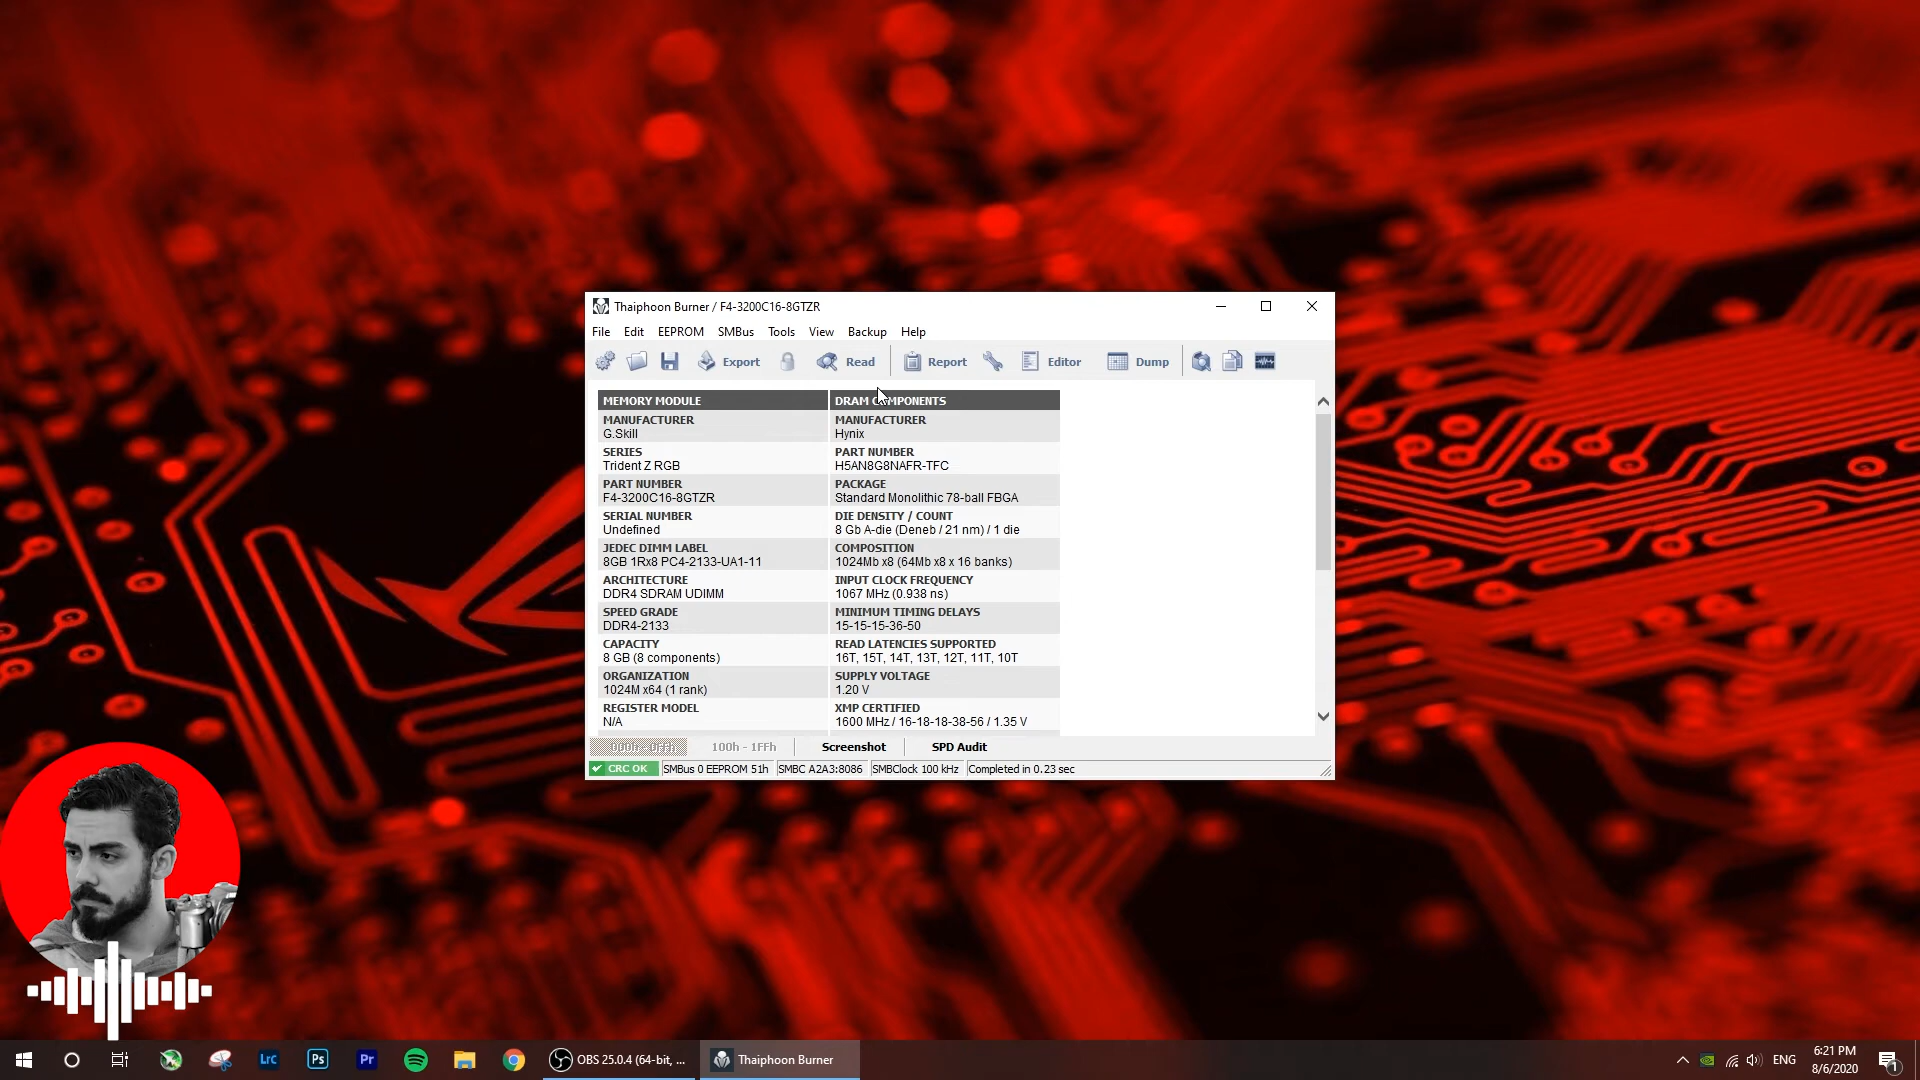 Thaiphoon Burner / F4-3200C16-8GTZR
File Edit EEPROM SMBus Tools View Backup Help
Export Read Report Editor Dump
MEMORY MODULE
MANUFACTURER
G.Skill
SERIES
Trident Z RGB
PART NUMBER
F4-3200C16-8GTZR
SERIAL NUMBER
Undefined
JEDEC DIMM LABEL
8GB 1Rx8 PC4-2133-UA1-11
ARCHITECTURE
DDR4 SDRAM UDIMM
SPEED GRADE
DDR4-2133
CAPACITY
8 GB (8 components)
ORGANIZATION
1024M x64 (1 rank)
REGISTER MODEL
N/A
DRAM COMPONENTS
MANUFACTURER
Hynix
PART NUMBER
H5AN8G8NAFR-TFC
PACKAGE
Standard Monolithic 78-ball FBGA
DIE DENSITY / COUNT
8 Gb A-die (Deneb / 21 nm) / 1 die
COMPOSITION
1024Mb x8 (64Mb x8 x 16 banks)
INPUT CLOCK FREQUENCY
1067 MHz (0.938 ns)
MINIMUM TIMING DELAYS
15-15-15-36-50
READ LATENCIES SUPPORTED
16T, 15T, 14T, 13T, 12T, 11T, 10T
SUPPLY VOLTAGE
1.20 V
XMP CERTIFIED
1600 MHz / 16-18-18-38-56 / 1.35 V
000h - 0FFh 100h - 1FFh Screenshot SPD Audit
CRC OK SMBus 0 EEPROM 51h SMBC A2A3:8086 SMBClock 100 kHz Completed in 0.23 sec
Lrc Ps Pr OBS 25.0.4 (64-bit, ... Thaiphoon Burner ENG
6:21 PM
8/6/2020
1